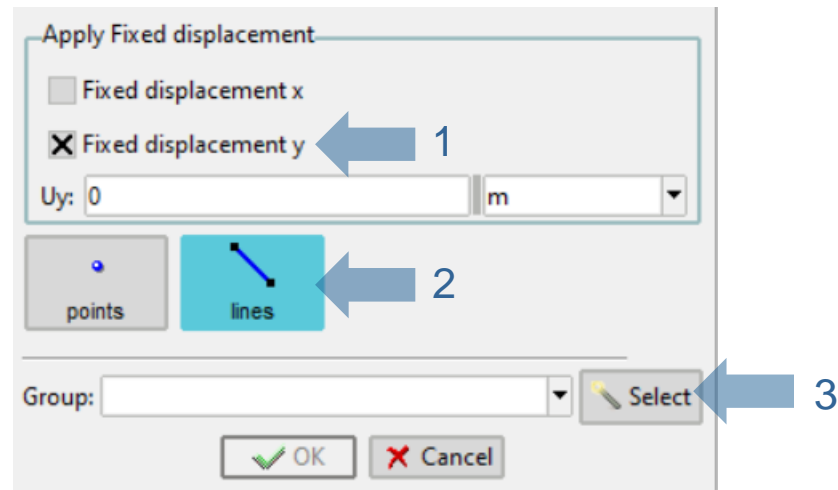 Apply Fixed displacement
Fixed displacement x
Fixed displacement y
1
Uy: 0 m
points lines
2
Group: Select
3
OK Cancel